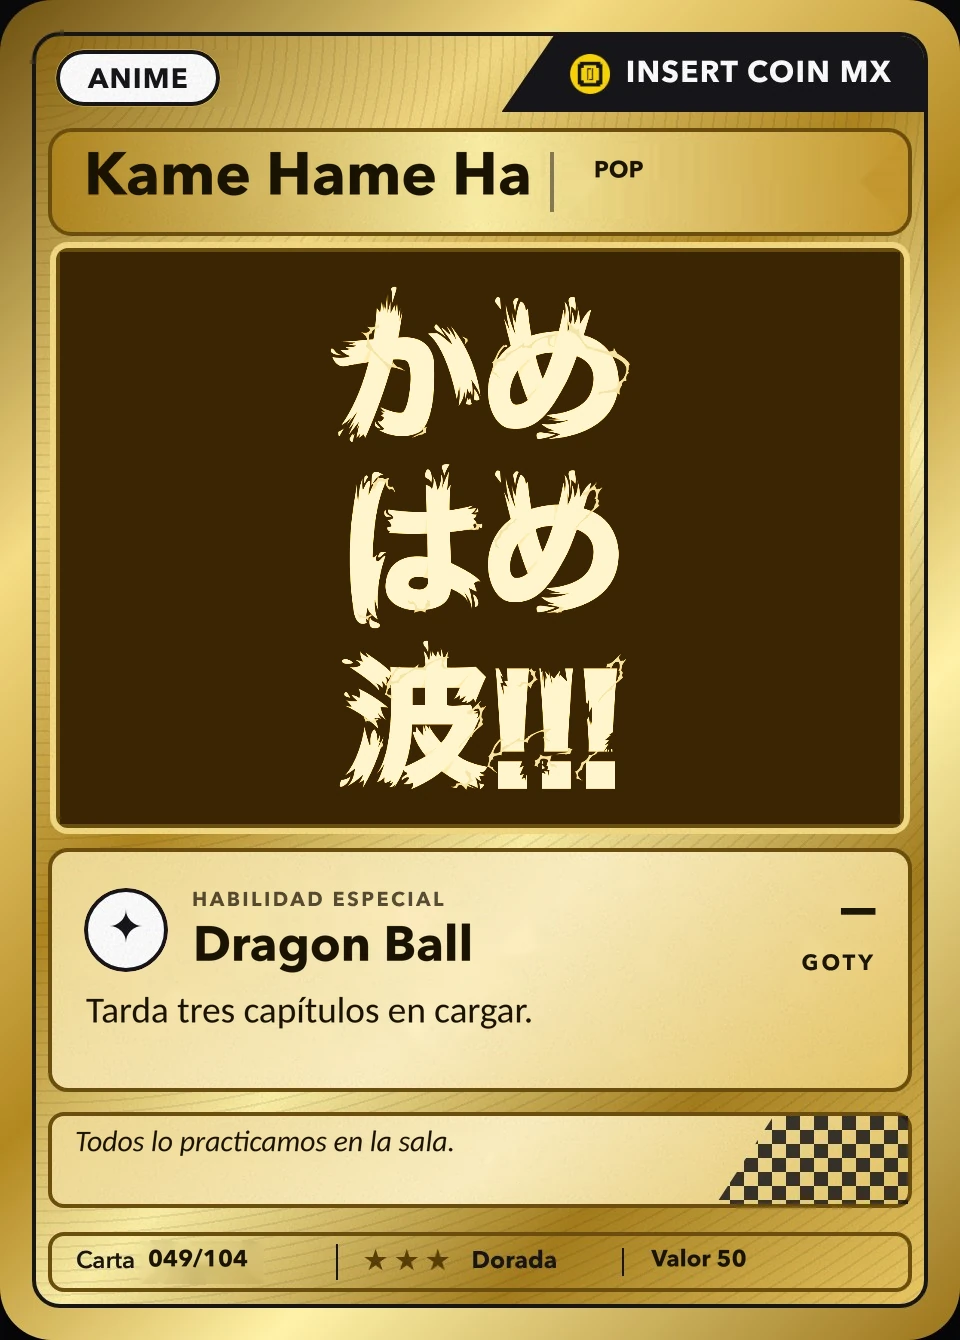 ANIME
INSERT COIN MX
Kame Hame Ha
POP
かめ
はめ
波!!!
HABILIDAD ESPECIAL
Dragon Ball
—
GOTY
Tarda tres capítulos en cargar.
Todos lo practicamos en la sala.
Carta 049/104 ★★★ Dorada Valor 50